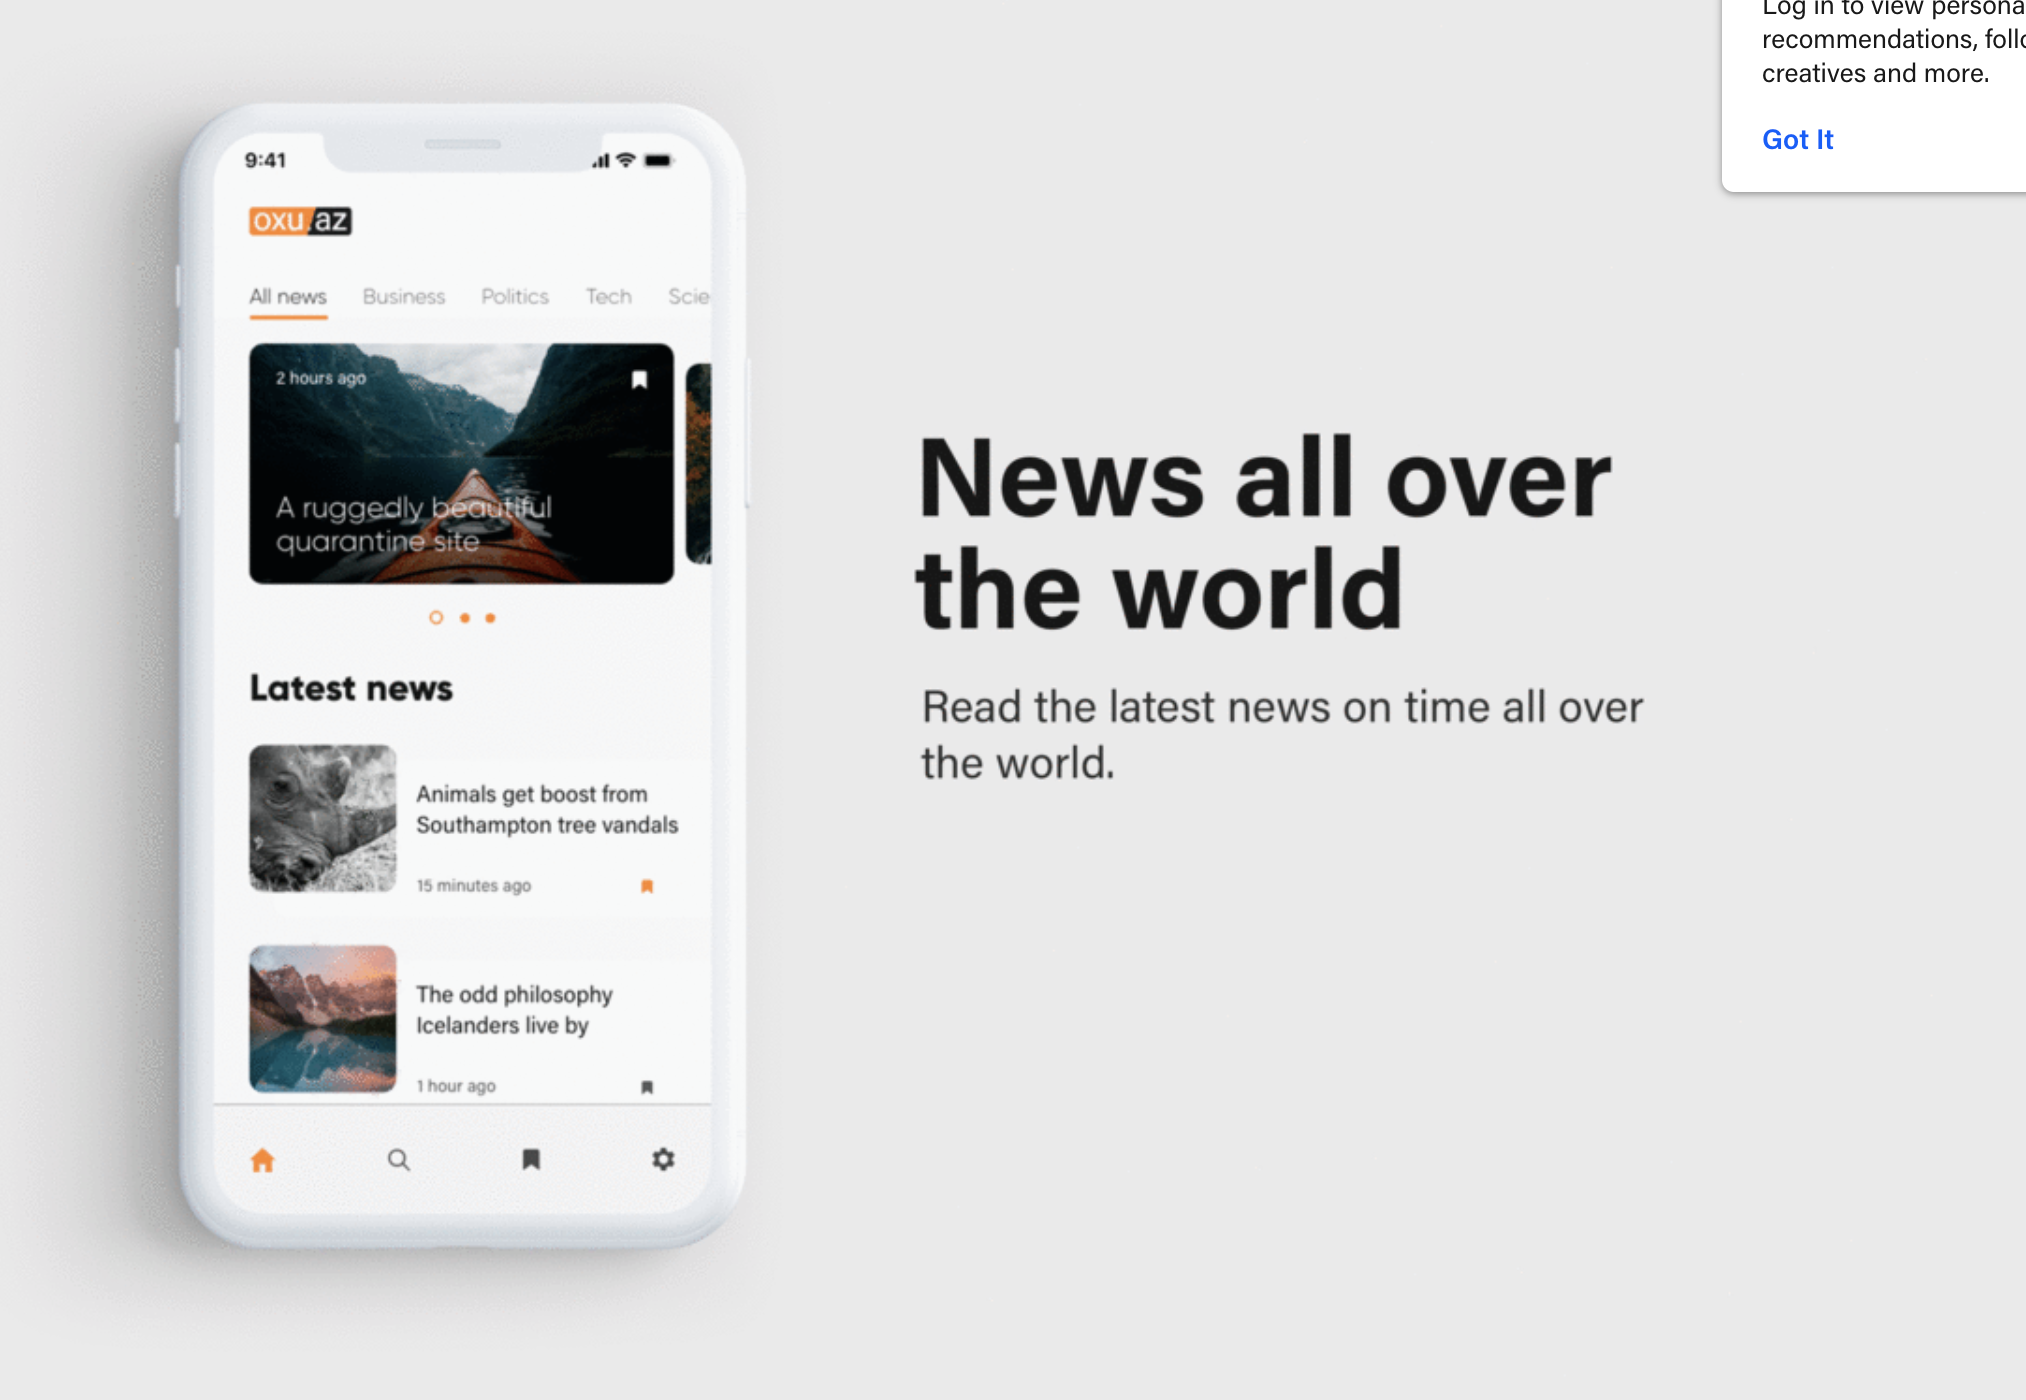 Log in to view persona
recommendations, follo
creatives and more.
Got It
9:41
oxu.az
All news Business Politics Tech Scie
2 hours ago
A ruggedly beautiful
quarantine site
Latest news
Animals get boost from
Southampton tree vandals
15 minutes ago
The odd philosophy
Icelanders live by
1 hour ago
News all over
the world
Read the latest news on time all over
the world.